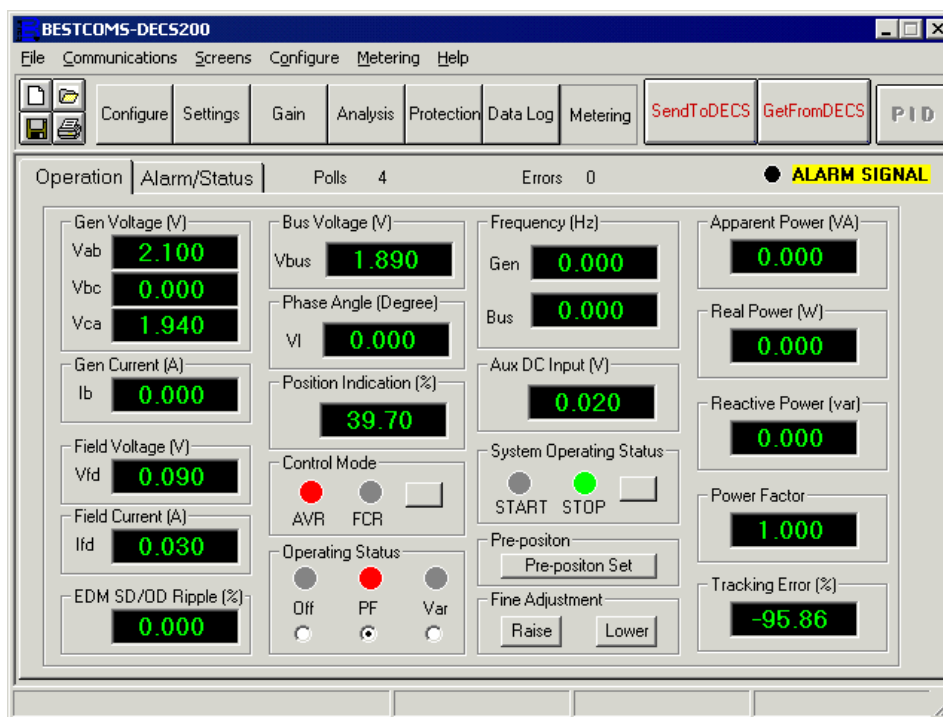 BESTCOMS-DECS200
File Communications Screens Configure Metering Help
Configure Settings Gain Analysis Protection Data Log Metering SendToDECS GetFromDECS PID
Operation Alarm/Status Polls 4 Errors 0 ALARM SIGNAL
Gen Voltage (V)
Vab 2.100
Vbc 0.000
Vca 1.940
Gen Current (A)
Ib 0.000
Field Voltage (V)
Vfd 0.090
Field Current (A)
Ifd 0.030
EDM SD/OD Ripple (%)
0.000
Bus Voltage (V)
Vbus 1.890
Phase Angle (Degree)
VI 0.000
Position Indication (%)
39.70
Control Mode
AVR FCR
Operating Status
Off PF Var
Frequency (Hz)
Gen 0.000
Bus 0.000
Aux DC Input (V)
0.020
System Operating Status
START STOP
Pre-positon
Pre-positon Set
Fine Adjustment
Raise Lower
Apparent Power (VA)
0.000
Real Power (W)
0.000
Reactive Power (var)
0.000
Power Factor
1.000
Tracking Error (%)
-95.86